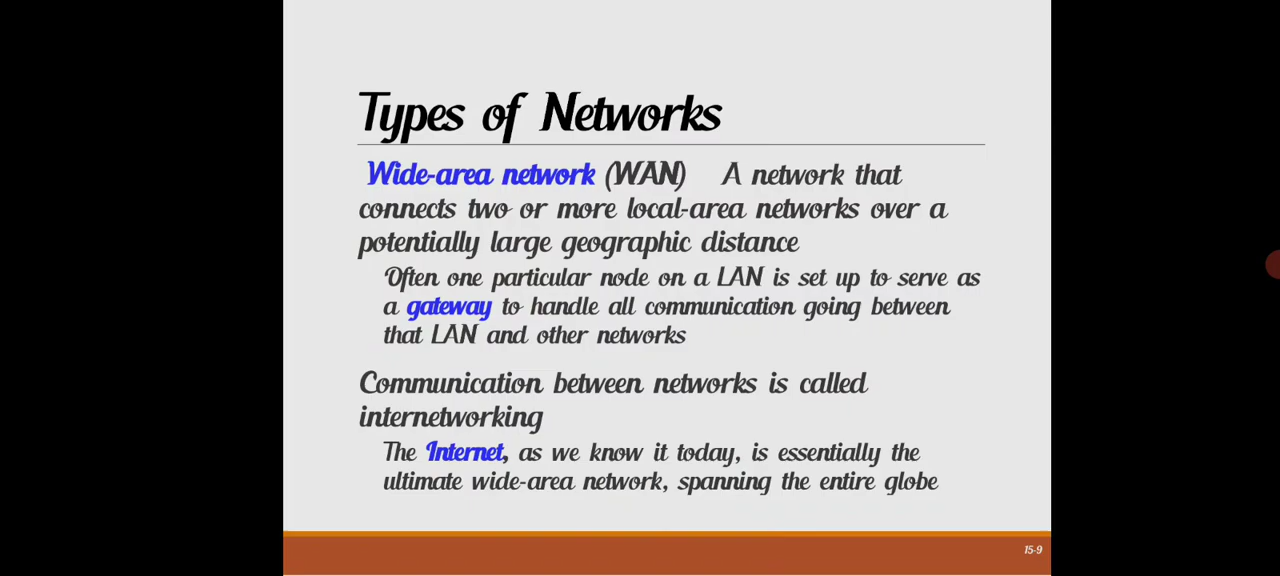 Types of Networks
Wide-area network (WAN) A network that
connects two or more local-area networks over a
potentially large geographic distance
Often one particular node on a LAN is set up to serve as
a gateway to handle all communication going between
that LAN and other networks
Communication between networks is called
internetworking
The Internet, as we know it today, is essentially the
ultimate wide-area network, spanning the entire globe
15-9